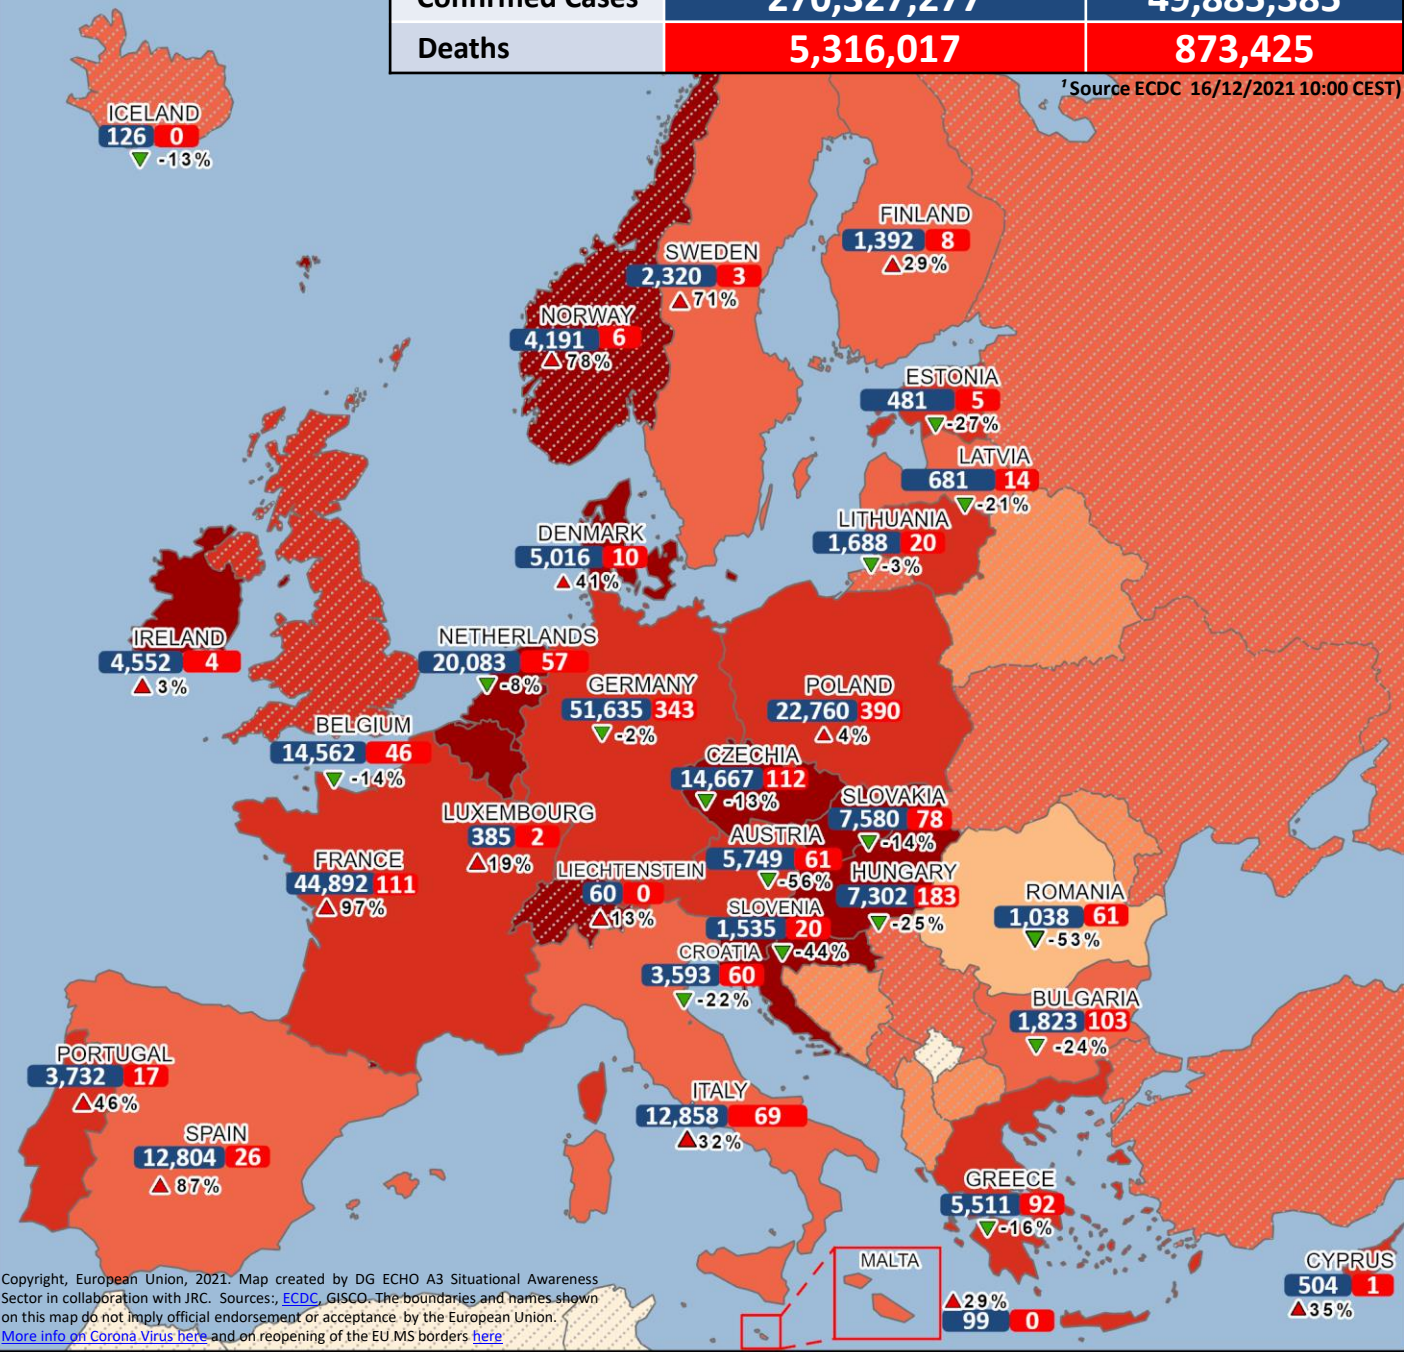 Confirmed Cases 270,327,277 49,885,385
Deaths 5,316,017 873,425
¹ Source ECDC 16/12/2021 10:00 CEST)
ICELAND
126 0
-13%
FINLAND
1,392 8
29%
SWEDEN
2,320 3
71%
NORWAY
4,191 6
78%
ESTONIA
481 5
-27%
LATVIA
681 14
-21%
LITHUANIA
1,688 20
-3%
DENMARK
5,016 10
41%
IRELAND
4,552 4
3%
NETHERLANDS
20,083 57
-8%
GERMANY
51,635 343
-2%
POLAND
22,760 390
4%
BELGIUM
14,562 46
-14%
CZECHIA
14,667 112
-13%
SLOVAKIA
7,580 78
-14%
LUXEMBOURG
385 2
19%
AUSTRIA
5,749 61
-56%
FRANCE
44,892 111
97%
LIECHTENSTEIN
60 0
13%
HUNGARY
7,302 183
-25%
ROMANIA
1,038 61
-53%
SLOVENIA
1,535 20
-44%
CROATIA
3,593 60
-22%
BULGARIA
1,823 103
-24%
PORTUGAL
3,732 17
46%
ITALY
12,858 69
32%
SPAIN
12,804 26
87%
GREECE
5,511 92
-16%
MALTA
29%
99 0
CYPRUS
504 1
35%
Copyright, European Union, 2021. Map created by DG ECHO A3 Situational Awareness
Sector in collaboration with JRC. Sources:, ECDC, GISCO. The boundaries and names shown
on this map do not imply official endorsement or acceptance by the European Union.
More info on Corona Virus here and on reopening of the EU MS borders here